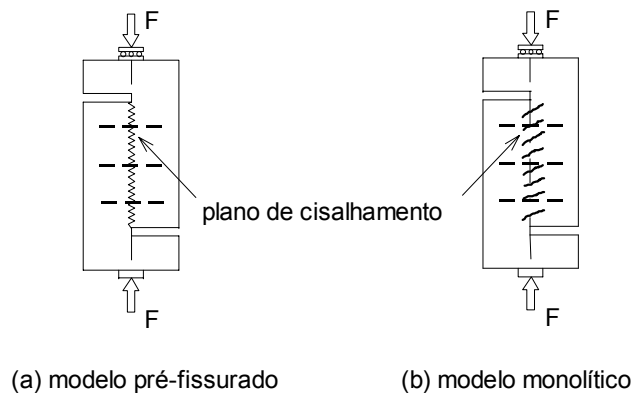 F
F
plano de cisalhamento
F
F
(a) modelo pré-fissurado
(b) modelo monolítico